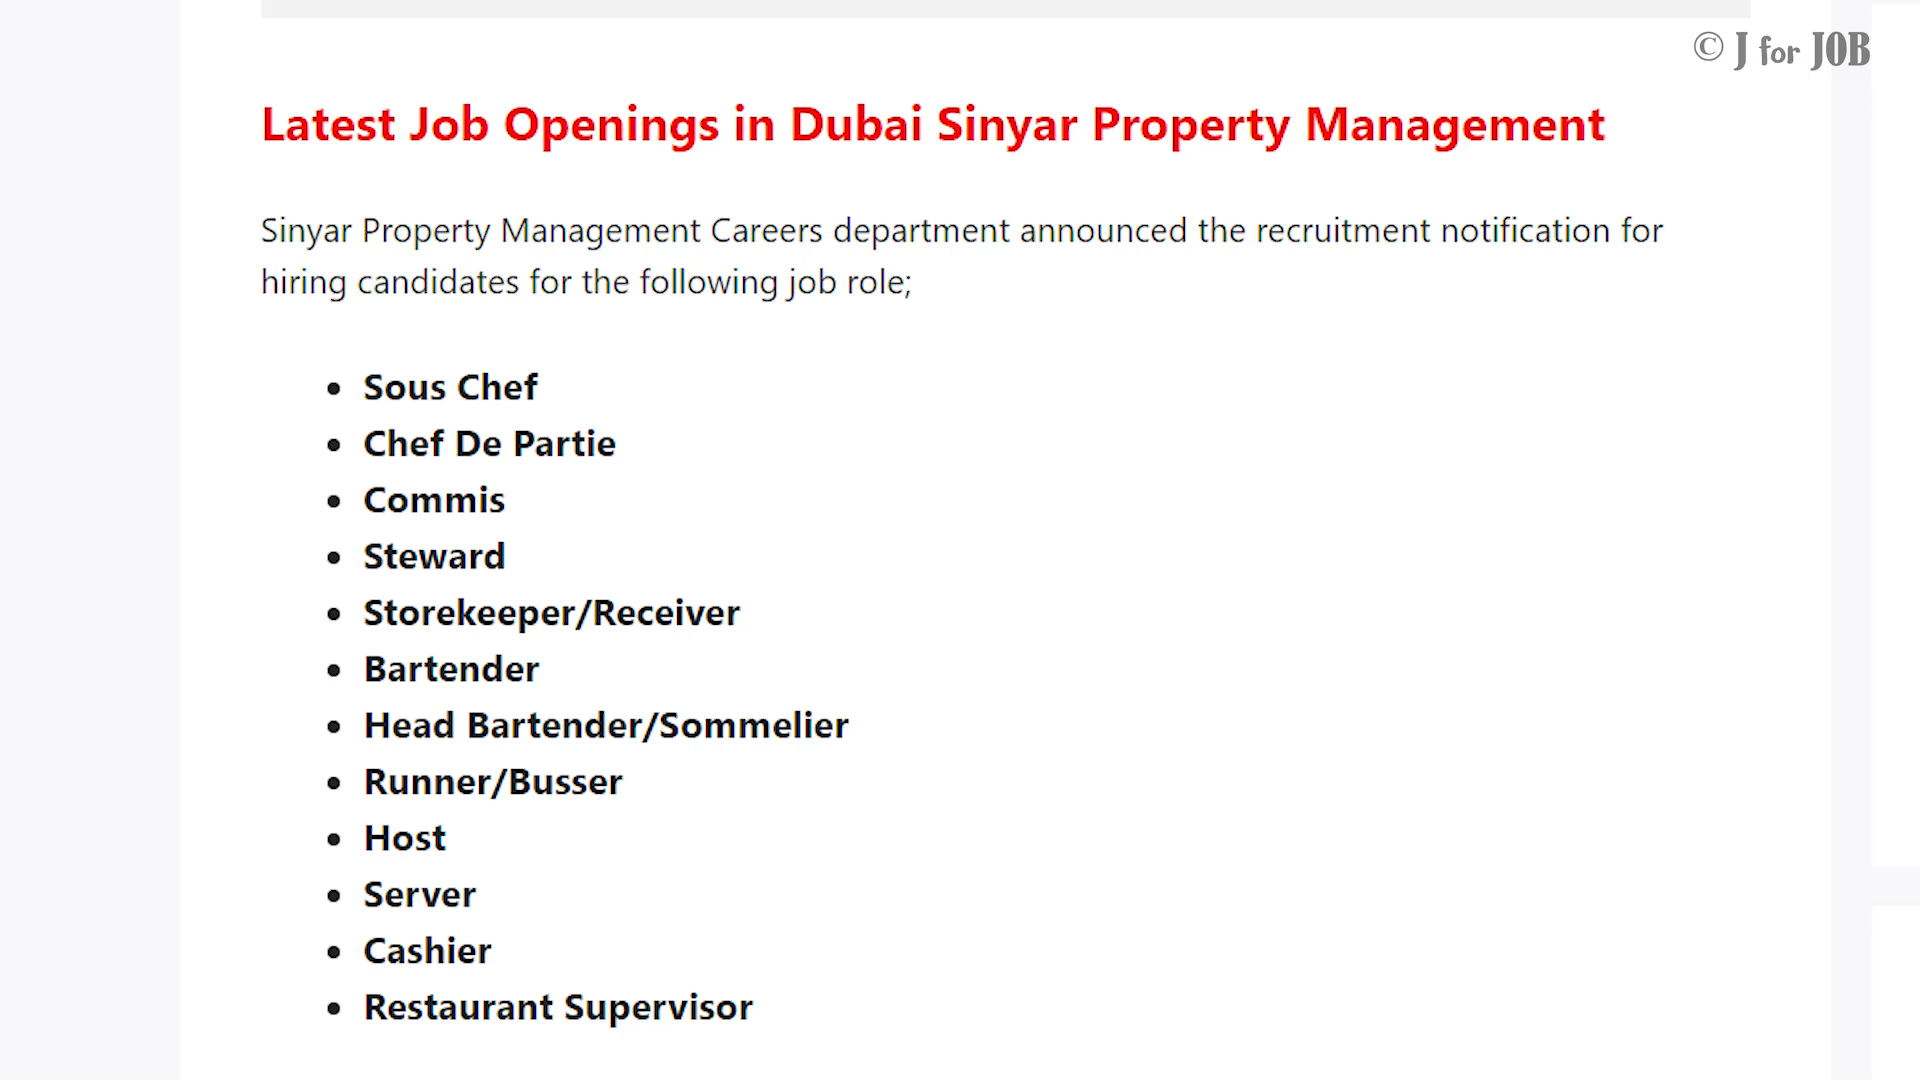 © J for JOB
Latest Job Openings in Dubai Sinyar Property Management
Sinyar Property Management Careers department announced the recruitment notification for
hiring candidates for the following job role;
• Sous Chef
• Chef De Partie
• Commis
• Steward
• Storekeeper/Receiver
• Bartender
• Head Bartender/Sommelier
• Runner/Busser
• Host
• Server
• Cashier
• Restaurant Supervisor